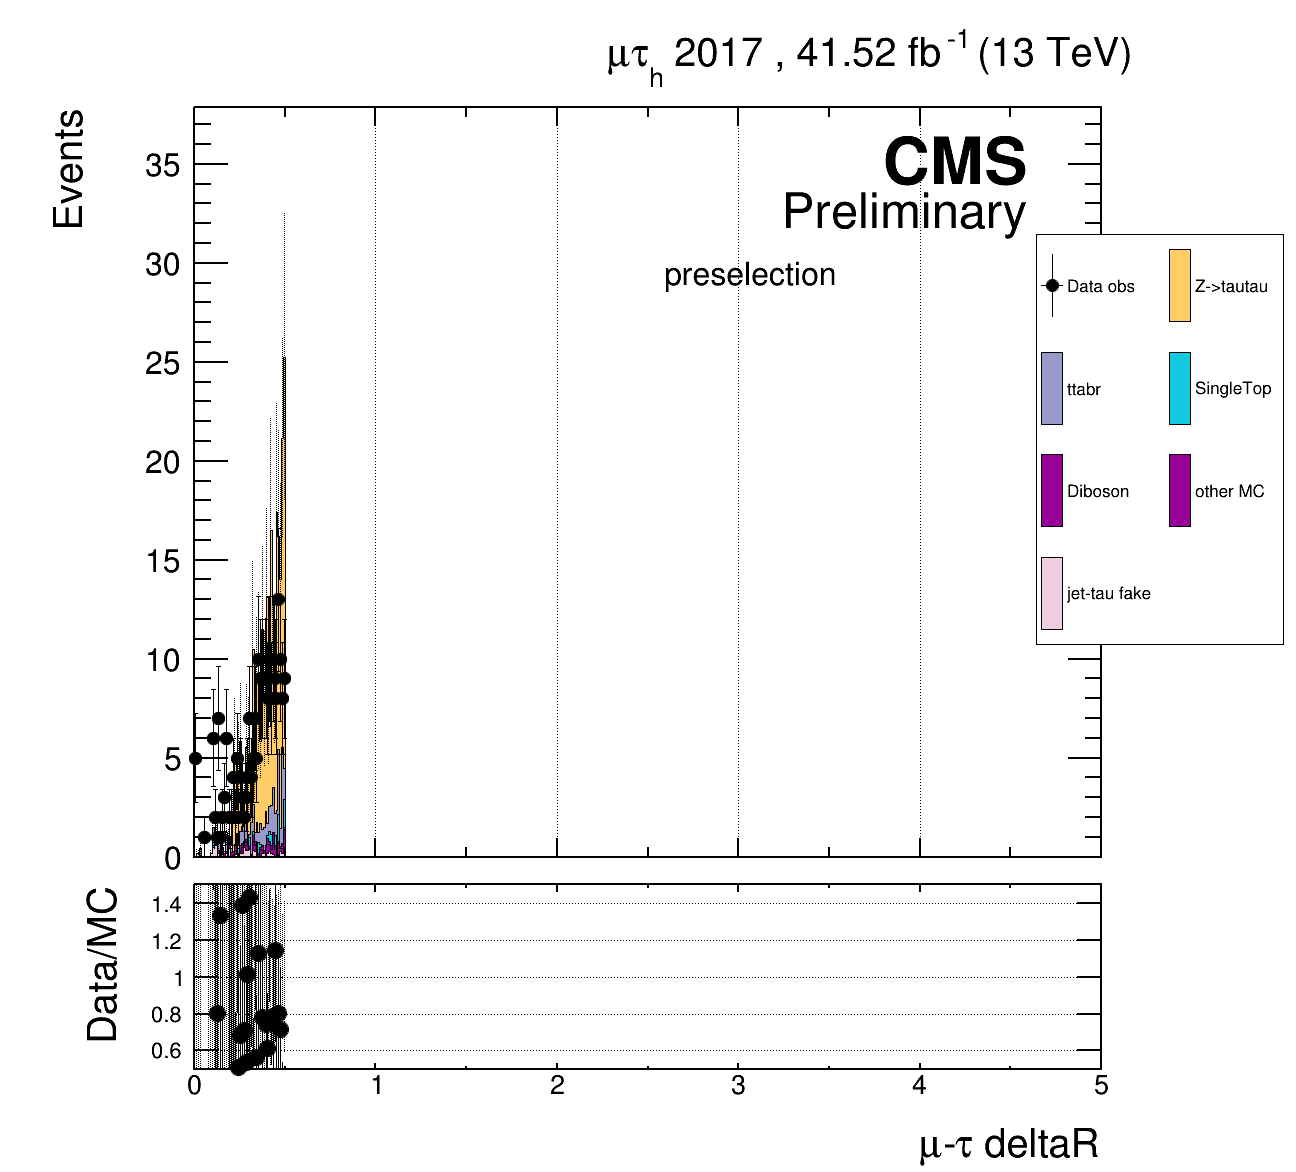 μτh 2017 , 41.52 fb-1 (13 TeV)
Events
CMS
Preliminary
preselection
35
30
25
20
15
10
5
0
Data obs
Z->tautau
ttabr
SingleTop
Diboson
other MC
jet-tau fake
Data/MC
1.4
1.2
1
0.8
0.6
0 1 2 3 4 5
μ-τ deltaR